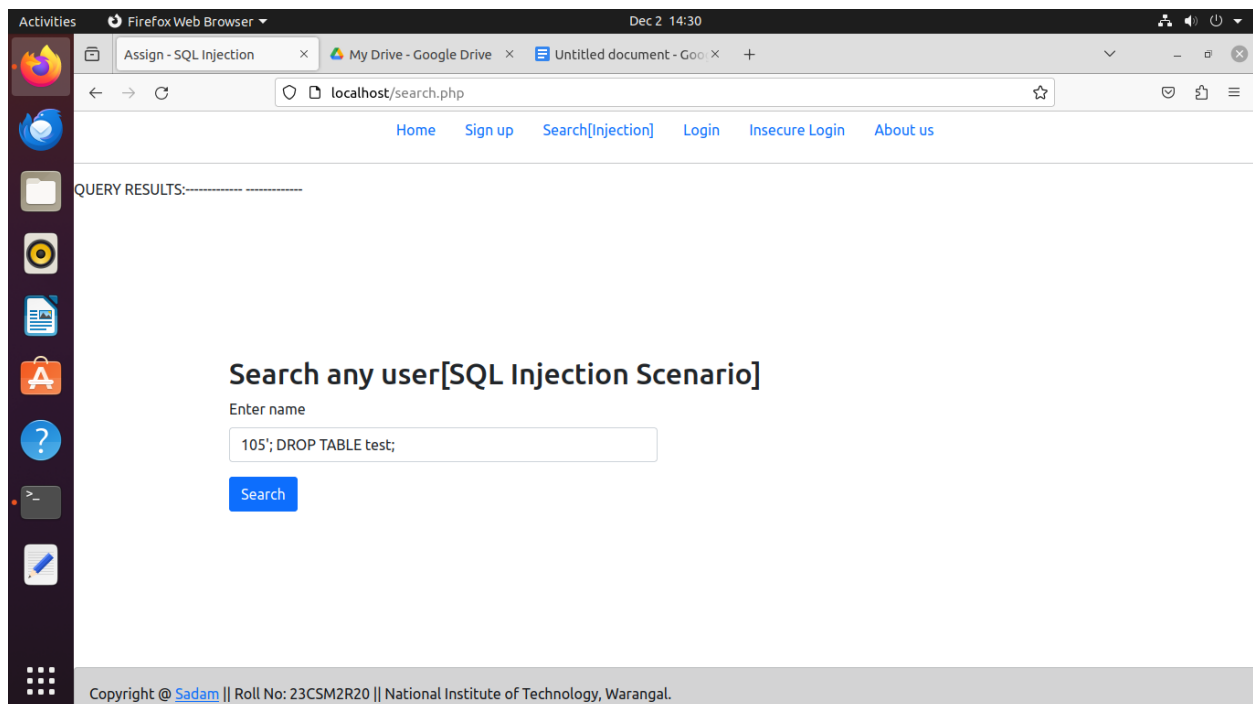 Activities Firefox Web Browser Dec 2 14:30
Assign - SQL Injection My Drive - Google Drive Untitled document - Goo
localhost/search.php
Home Sign up Search[Injection] Login Insecure Login About us
QUERY RESULTS:------------- -------------
Search any user[SQL Injection Scenario]
Enter name
105'; DROP TABLE test;
Search
Copyright @ Sadam || Roll No: 23CSM2R20 || National Institute of Technology, Warangal.